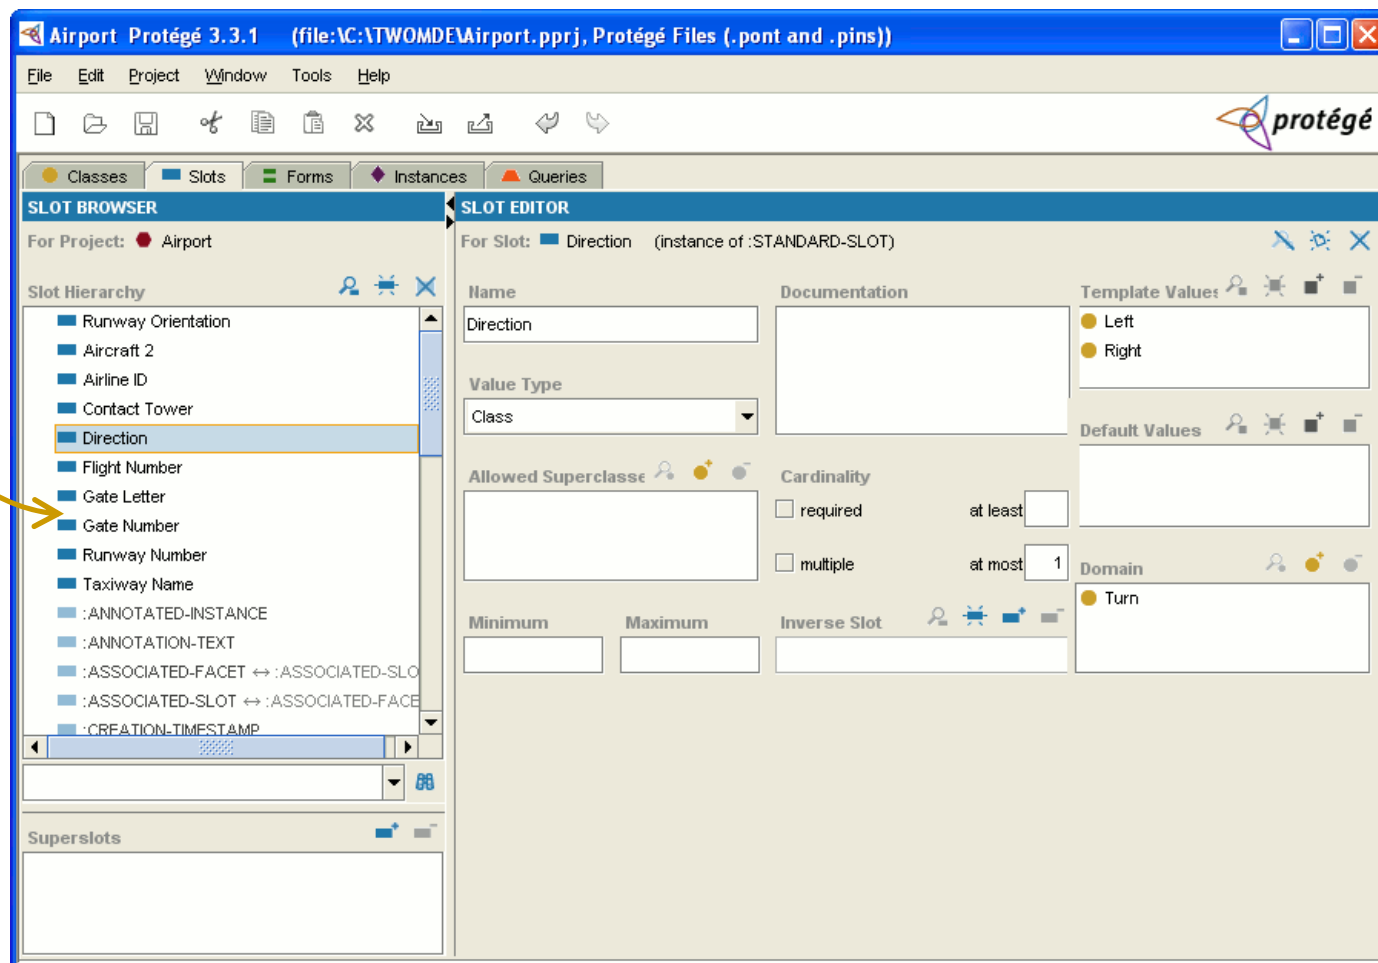 Airport Protégé 3.3.1 (file:\C:\TWOMDE\Airport.pprj, Protégé Files (.pont and .pins))
File Edit Project Window Tools Help
protégé
Classes Slots Forms Instances Queries
SLOT BROWSER
For Project: Airport
Slot Hierarchy
Runway Orientation
Aircraft 2
Airline ID
Contact Tower
Direction
Flight Number
Gate Letter
Gate Number
Runway Number
Taxiway Name
:ANNOTATED-INSTANCE
:ANNOTATION-TEXT
:ASSOCIATED-FACET ↔ :ASSOCIATED-SLO
:ASSOCIATED-SLOT ↔ :ASSOCIATED-FACE
:CREATION-TIMESTAMP
Superslots
SLOT EDITOR
For Slot: Direction (instance of :STANDARD-SLOT)
Name
Direction
Value Type
Class
Allowed Superclasse
Minimum Maximum
Documentation
Cardinality
required at least
multiple at most 1
Inverse Slot
Template Values
Left
Right
Default Values
Domain
Turn